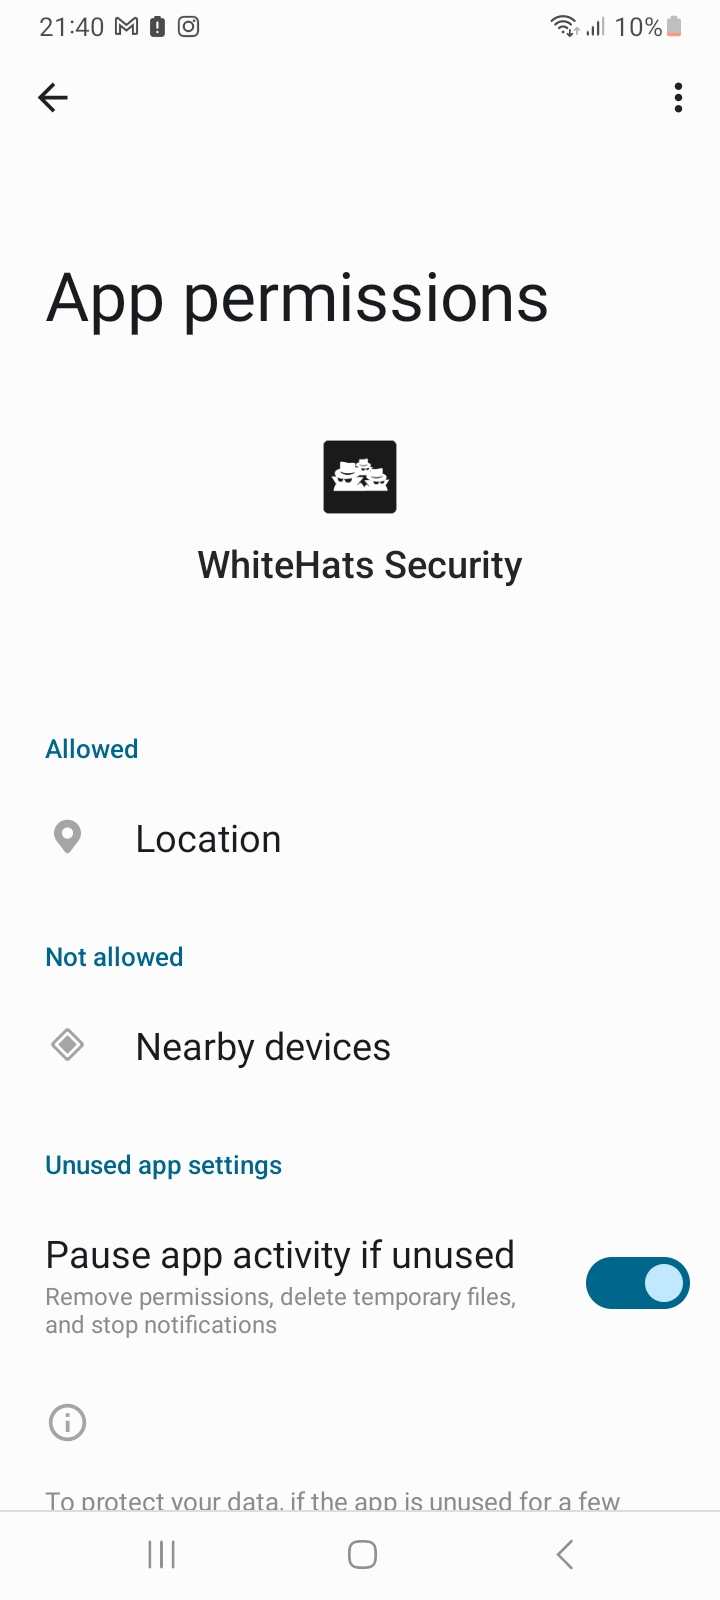 21:40 10%
App permissions
WhiteHats Security
Allowed
Location
Not allowed
Nearby devices
Unused app settings
Pause app activity if unused
Remove permissions, delete temporary files,
and stop notifications
To protect your data, if the app is unused for a few